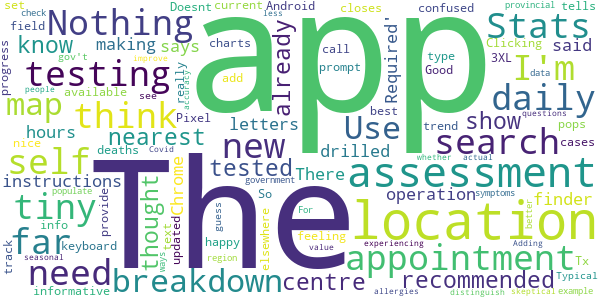 set
check
field
Doesnt
current
Android
less
closes
confused
provincial
tells
gov't
Nothing
app
Stats
progress
improve
making
already
charts
call
type
Clicking
said
know
says
really
add
prompt
Good
3XL
I'm
testing
Required'
people
available
see
Pixel
best
trend
data
pops
daily
map
think
new
Use
show
accuracy
hours
nearest
letters
search
cases
deaths
Covid
tested
There
drilled
questions
self
The
assessment
whether
actual
populate
instructions
thought
Chrome
So
government
symptoms
operation
finder
tiny
provide
text
updated
elsewhere
For
better
location
info
ways
guess
happy
feeling
experiencing
Adding
far
need
appointment
Tx
track
keyboard
region
value
seasonal
breakdown
centre
recommended
Typical
informative
nice
allergies
distinguish
skeptical
example